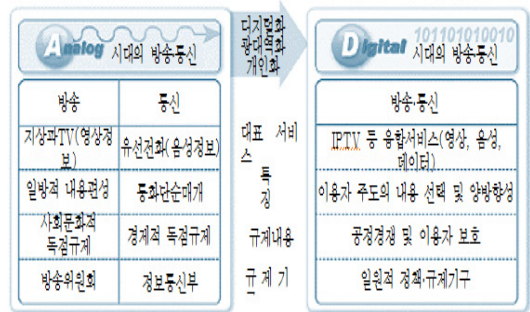 Analog 시대의 방송통신
디지털화
광대역화
개인화
Digital 시대의 방송통신
101101010010
방송
통신
방송·통신
지상파TV(영상정
보)
유선전화(음성정보)
대표 서비
스
IPTV 등 융합서비스(영상, 음성,
데이터)
일방적 내용편성
통화단순매개
특
징
이용자 주도의 내용 선택 및 양방향성
사회문화적
독점규제
경제적 독점규제
규제내용
공정경쟁 및 이용자 보호
방송위원회
정보통신부
규 제 기
일원적 정책·규제기구